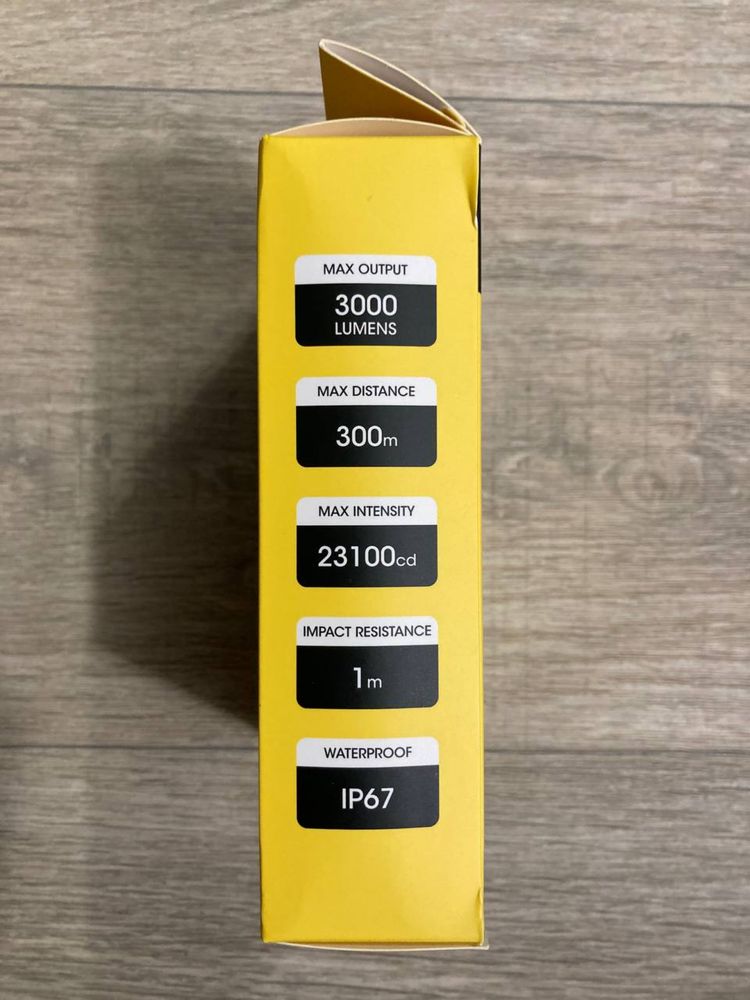 MAX OUTPUT
3000
LUMENS
MAX DISTANCE
300m
MAX INTENSITY
23100cd
IMPACT RESISTANCE
1m
WATERPROOF
IP67